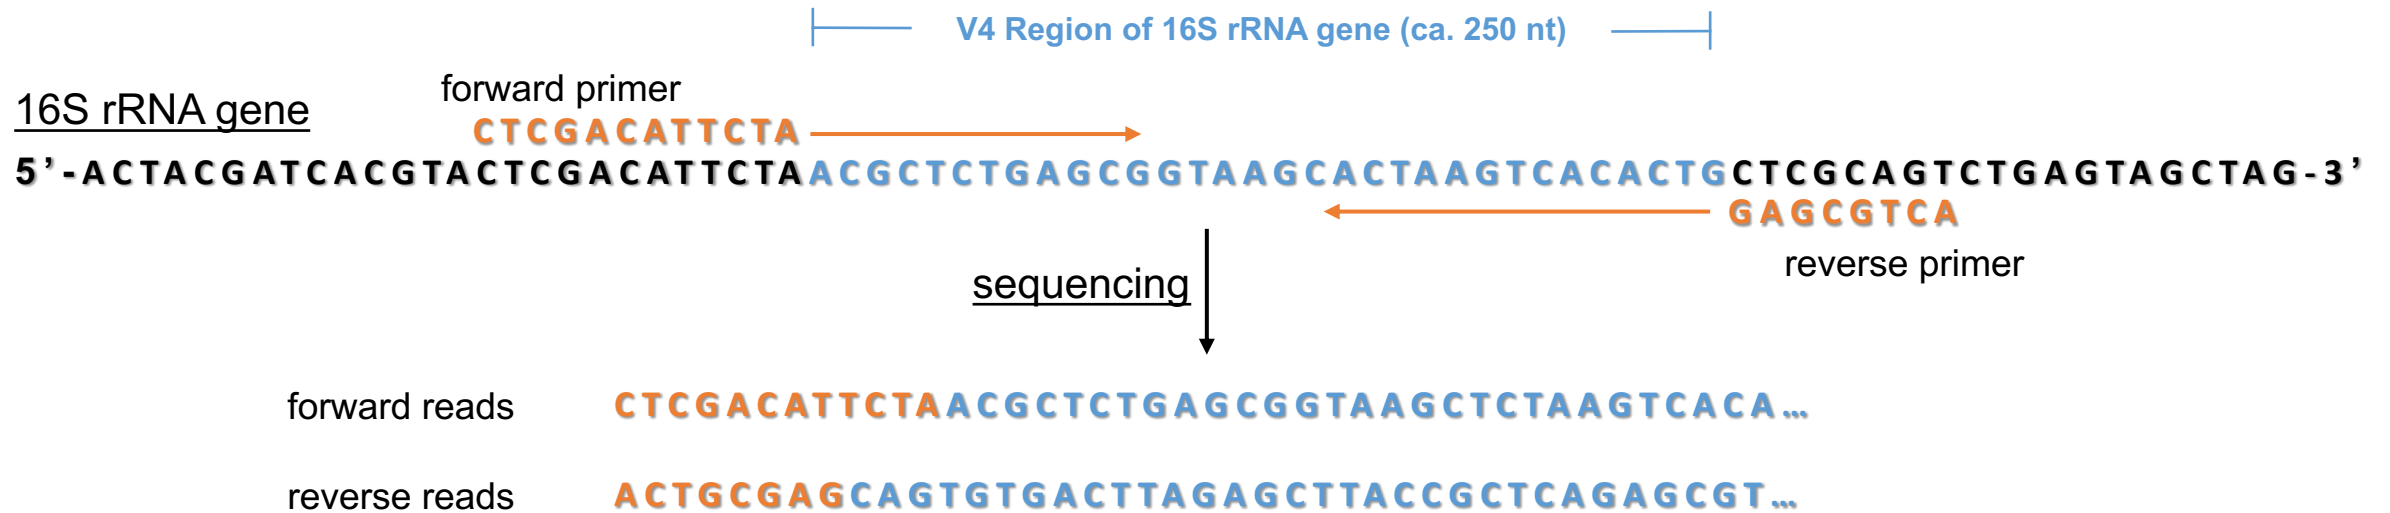 V4 Region of 16S rRNA gene (ca. 250 nt)
forward primer
16S rRNA gene
CTCGACATTCTA
5’-ACTACGATCACGTACTCGACATTCTAACGCTCTGAGCGGTAAGCACTAAGTCACACTGCTCGCAGTCTGAGTAGCTAG-3’
GAGCGTCA
reverse primer
sequencing
forward reads CTCGACATTCTAACGCTCTGAGCGGTAAGCTCTAAGTCACA…
reverse reads ACTGCGAGCAGTGTGACTTAGAGCTTACCGCTCAGAGCGT…